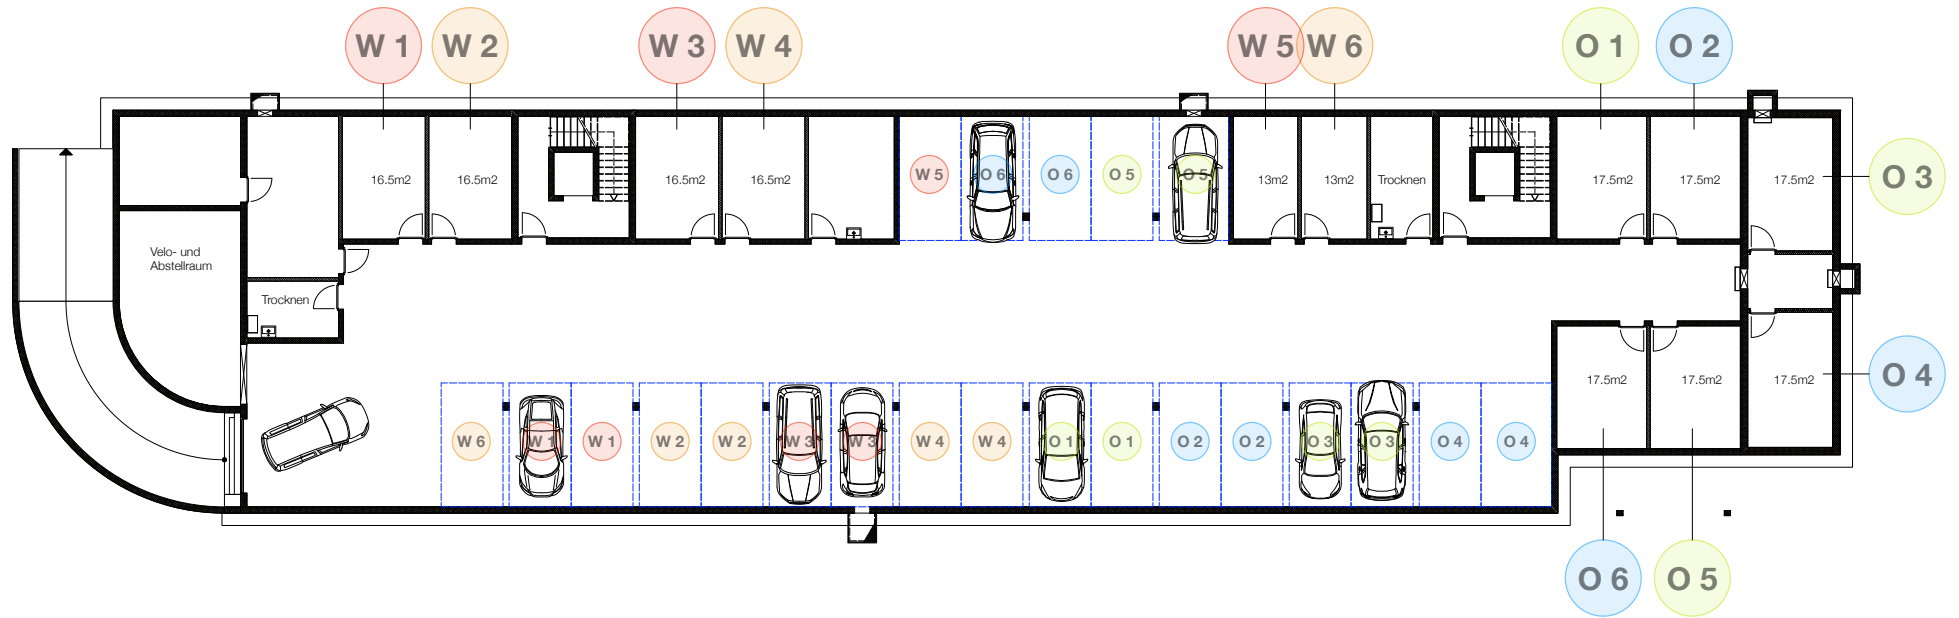 W 1 W 2 W 3 W 4 W 5 W 6 O 1 O 2
16.5m2 16.5m2 16.5m2 16.5m2 W 5 O 6 O 6 O 5 O 5 13m2 13m2 Trocknen 17.5m2 17.5m2 17.5m2 O 3
Velo- und
Abstellraum
Trocknen
17.5m2 17.5m2 17.5m2 O 4
W 6 W 1 W 1 W 2 W 2 W 3 W 3 W 4 W 4 O 1 O 1 O 2 O 2 O 3 O 3 O 4 O 4
O 6 O 5